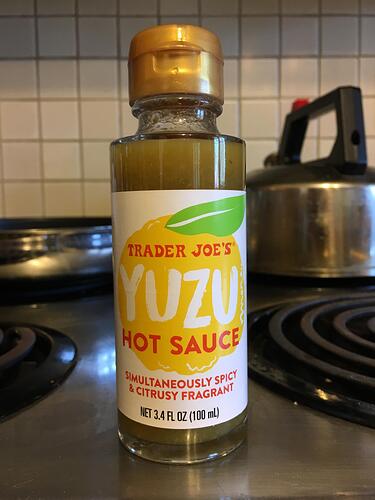 TRADER JOE'S
YUZU
HOT SAUCE
SIMULTANEOUSLY SPICY
& CITRUSY FRAGRANT
NET 3.4 FL OZ (100 mL)